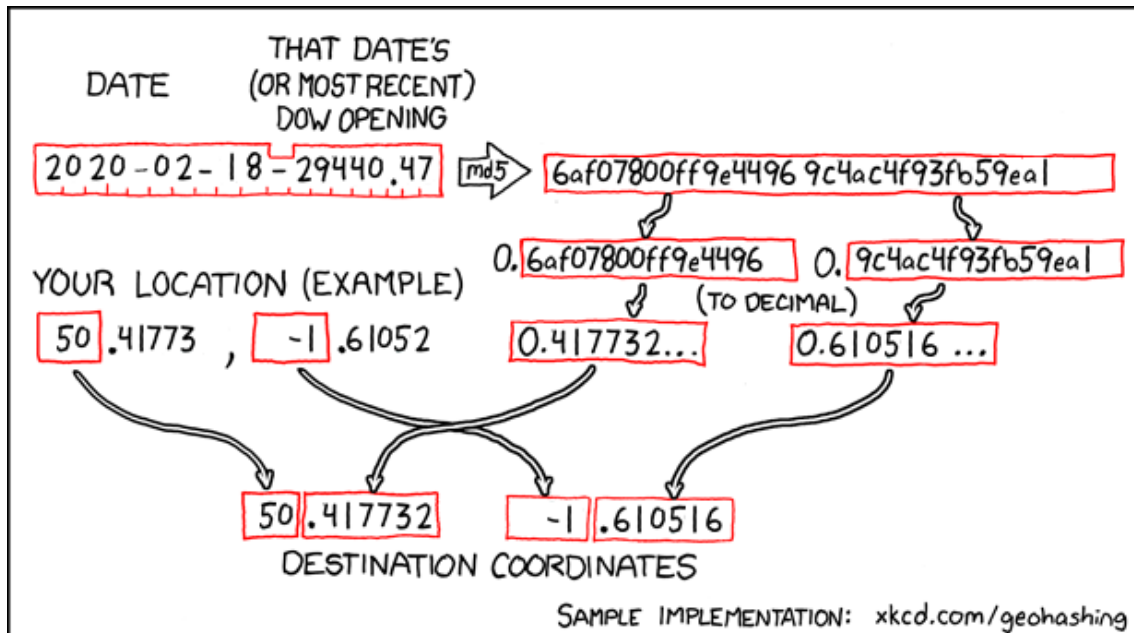 DATE
THAT DATE'S
(OR MOST RECENT)
DOW OPENING
2020-02-18-29440.47
md5
6af07800ff9e4496 9c4ac4f93fb59ea1
0. 6af07800ff9e4496
0. 9c4ac4f93fb59ea1
(TO DECIMAL)
YOUR LOCATION (EXAMPLE)
50 .41773 , -1 .61052
0.417732...
0.610516 ...
50 .417732
-1 .610516
DESTINATION COORDINATES
SAMPLE IMPLEMENTATION: xkcd.com/geohashing